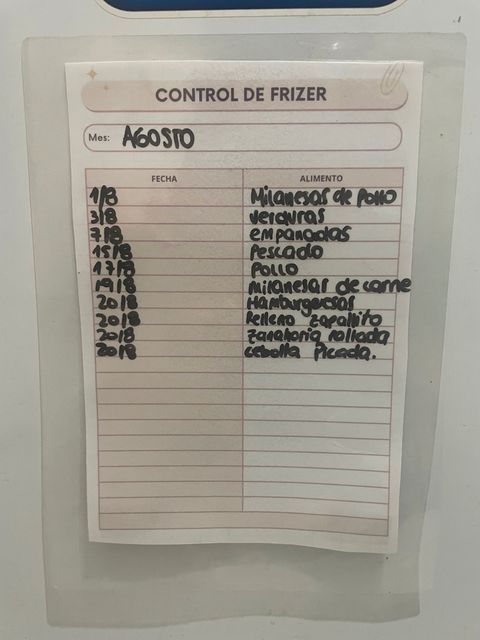 CONTROL DE FRIZER
Mes: AGOSTO
FECHA ALIMENTO
1/8 Milanesas de pollo
3/8 verduras
7/8 empanadas
15/8 Pescado
17/8 POLLO
19/8 milanesas de carne
20/8 Hamburguesas
20/8 Relleno zapallito
20/8 Zanahoria rallada
20/8 cebolla Picada.